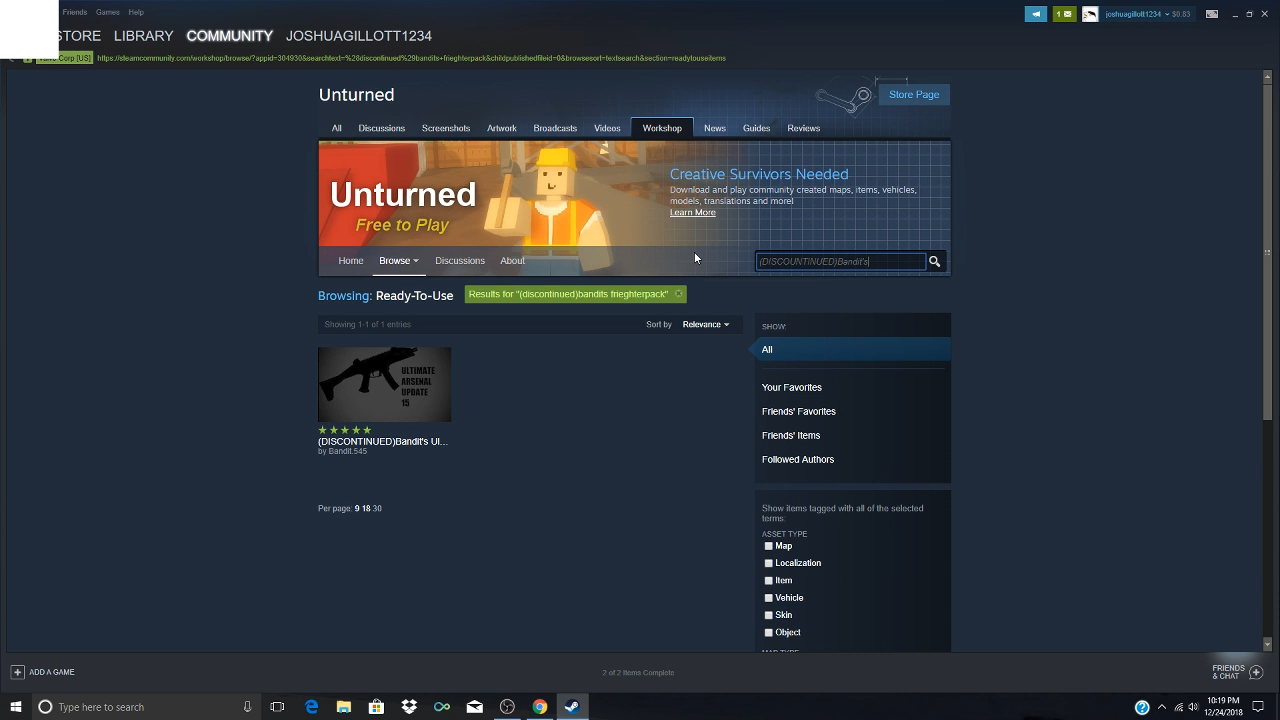 Friends Games Help
1 joshuagillott1234 $0.83
STORE LIBRARY COMMUNITY JOSHUAGILLOTT1234
Corp [US] https://steamcommunity.com/workshop/browse/?appid=304930&searchtext=%28discontinued%29bandits+frieghterpack&childpublishedfileid=0&browsesort=textsearch&section=readytouseitems
Unturned
Store Page
All Discussions Screenshots Artwork Broadcasts Videos Workshop News Guides Reviews
Unturned
Free to Play
Creative Survivors Needed
Download and play community created maps, items, vehicles,
models, translations and more!
Learn More
Home Browse Discussions About
(DISCOUNTINUED)Bandit's
Browsing: Ready-To-Use Results for "(discontinued)bandits frieghterpack"
Showing 1-1 of 1 entries Sort by Relevance
ULTIMATE
ARSENAL
UPDATE
15
(DISCONTINUED)Bandit's Ul...
by Bandit.545
Per page: 9 18 30
SHOW:
All
Your Favorites
Friends' Favorites
Friends' Items
Followed Authors
Show items tagged with all of the selected
terms:
ASSET TYPE
Map
Localization
Item
Vehicle
Skin
Object
MAP TYPE
ADD A GAME
2 of 2 Items Complete
FRIENDS
& CHAT
Type here to search
10:19 PM
12/24/2018